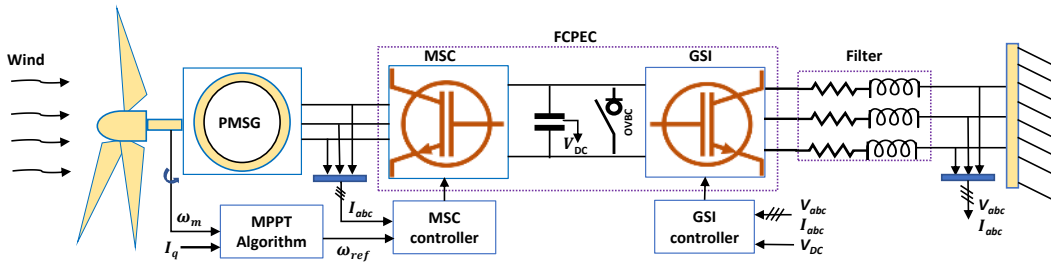 FCPEC
Wind
MSC
GSI
Filter
PMSG
OVBC
V_DC
I_abc
ω_m
I_q
MPPT
Algorithm
ω_ref
MSC
controller
GSI
controller
V_abc
I_abc
V_DC
V_abc
I_abc